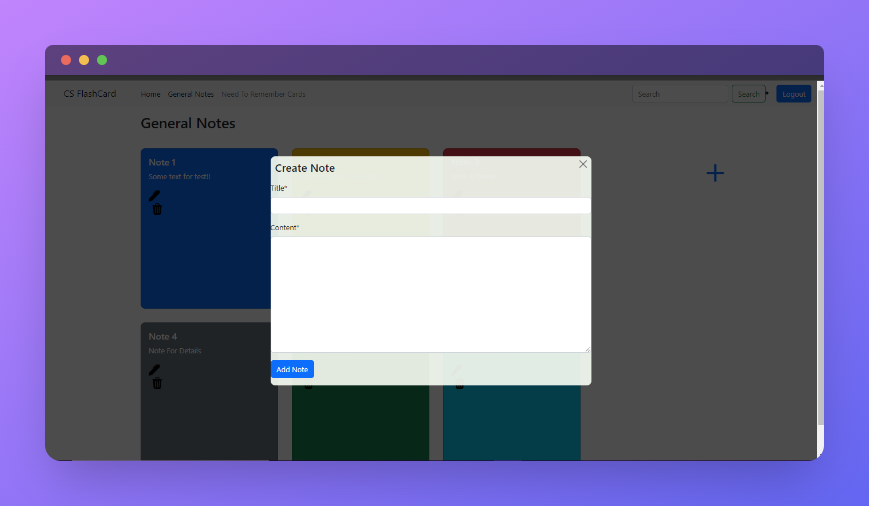 CS FlashCard
Home General Notes Need To Remember Cards
Search
Search
Logout
General Notes
Note 1
Some text for test!!
Create Note
Title*
Content*
Add Note
Note 4
Note For Details